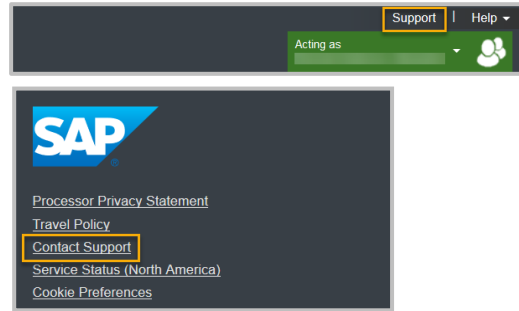 Support | Help
Acting as
SAP
Processor Privacy Statement
Travel Policy
Contact Support
Service Status (North America)
Cookie Preferences